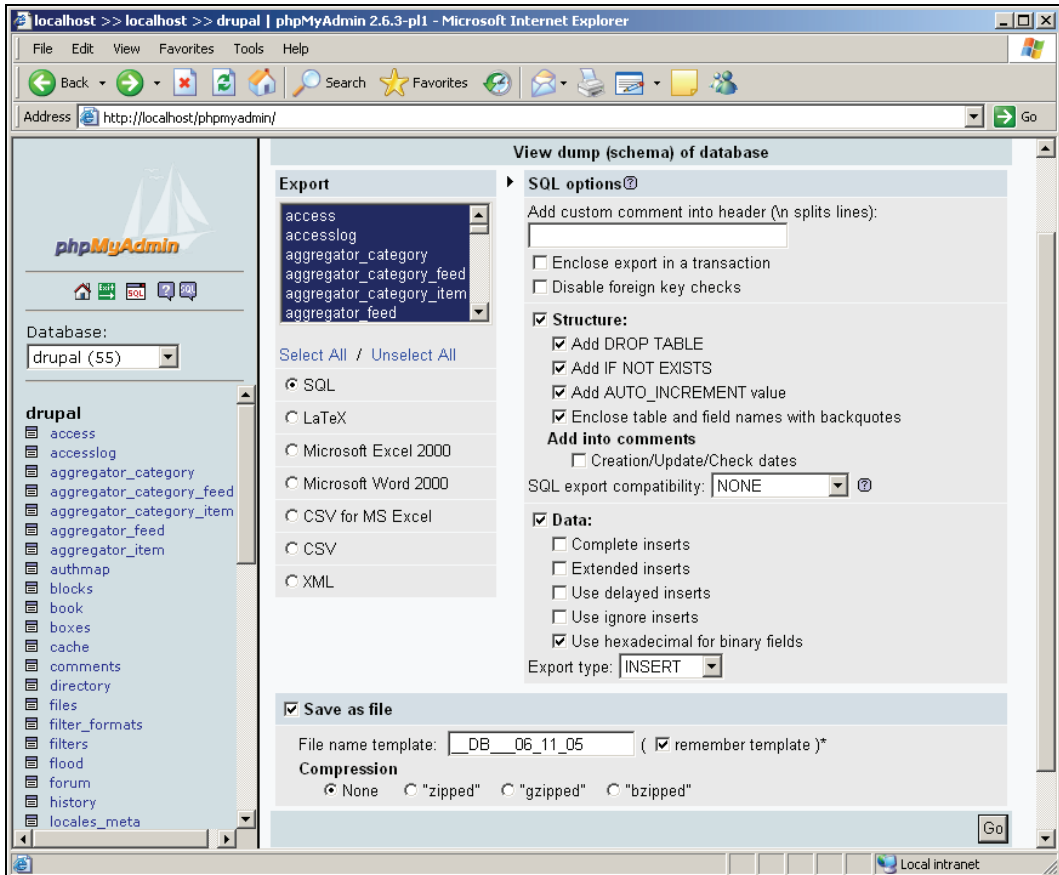 localhost >> localhost >> drupal | phpMyAdmin 2.6.3-pl1 - Microsoft Internet Explorer
File Edit View Favorites Tools Help
Back Search Favorites
Address http://localhost/phpmyadmin/ Go
phpMyAdmin
Exit SQL
Database:
drupal (55)
drupal
access
accesslog
aggregator_category
aggregator_category_feed
aggregator_category_item
aggregator_feed
aggregator_item
authmap
blocks
book
boxes
cache
comments
directory
files
filter_formats
filters
flood
forum
history
locales_meta
View dump (schema) of database
Export
access
accesslog
aggregator_category
aggregator_category_feed
aggregator_category_item
aggregator_feed
Select All / Unselect All
SQL
LaTeX
Microsoft Excel 2000
Microsoft Word 2000
CSV for MS Excel
CSV
XML
SQL options
Add custom comment into header (\n splits lines):
Enclose export in a transaction
Disable foreign key checks
Structure:
Add DROP TABLE
Add IF NOT EXISTS
Add AUTO_INCREMENT value
Enclose table and field names with backquotes
Add into comments
Creation/Update/Check dates
SQL export compatibility: NONE
Data:
Complete inserts
Extended inserts
Use delayed inserts
Use ignore inserts
Use hexadecimal for binary fields
Export type: INSERT
Save as file
File name template: __DB___06_11_05 ( remember template )*
Compression
None "zipped" "gzipped" "bzipped"
Go
Local intranet